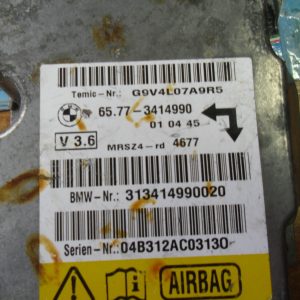 Temic-Nr.: G9V4L07A9R5
65.77-3414990
01 04 45
V 3.6
MRSZ4-rd 4677
BMW-Nr.: 313414990020
Serien-Nr.: 04B312AC03130
AIRBAG